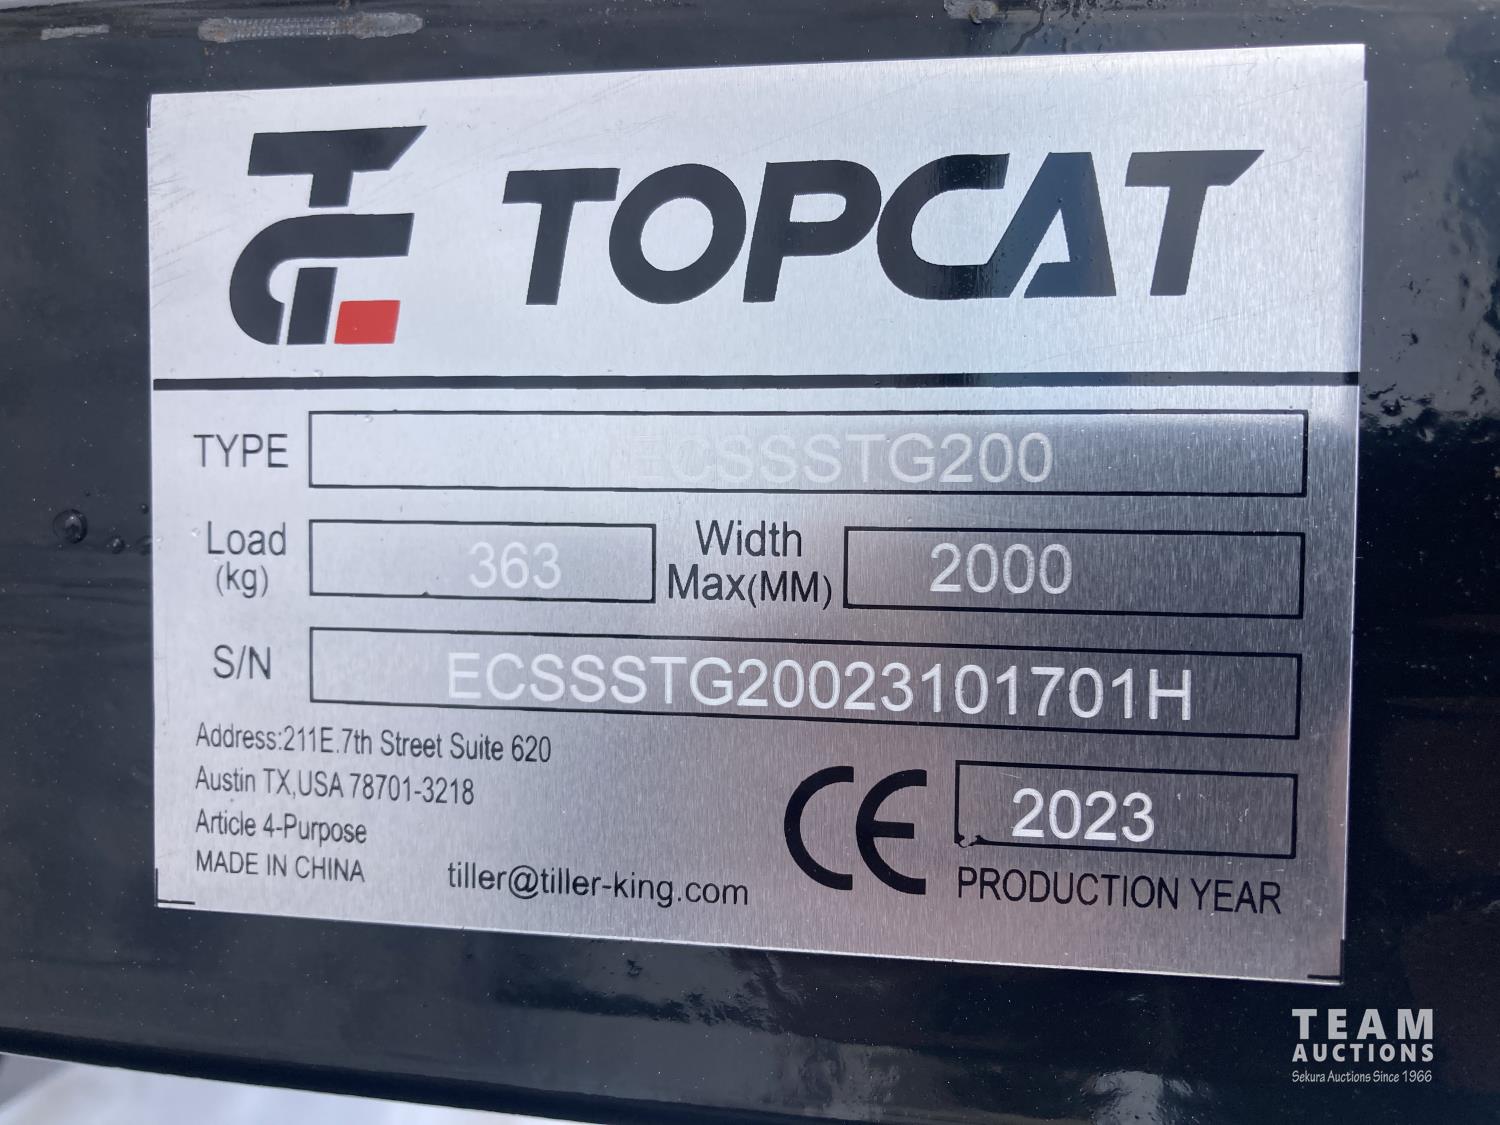 TOPCAT
TYPE ECSSSTG200
Load (kg) 363 Width Max(MM) 2000
S/N ECSSSTG20023101701H
Address:211E.7th Street Suite 620
Austin TX,USA 78701-3218
Article 4-Purpose
MADE IN CHINA
tiller@tiller-king.com
CE 2023
PRODUCTION YEAR
TEAM
AUCTIONS
Sekura Auctions Since 1966